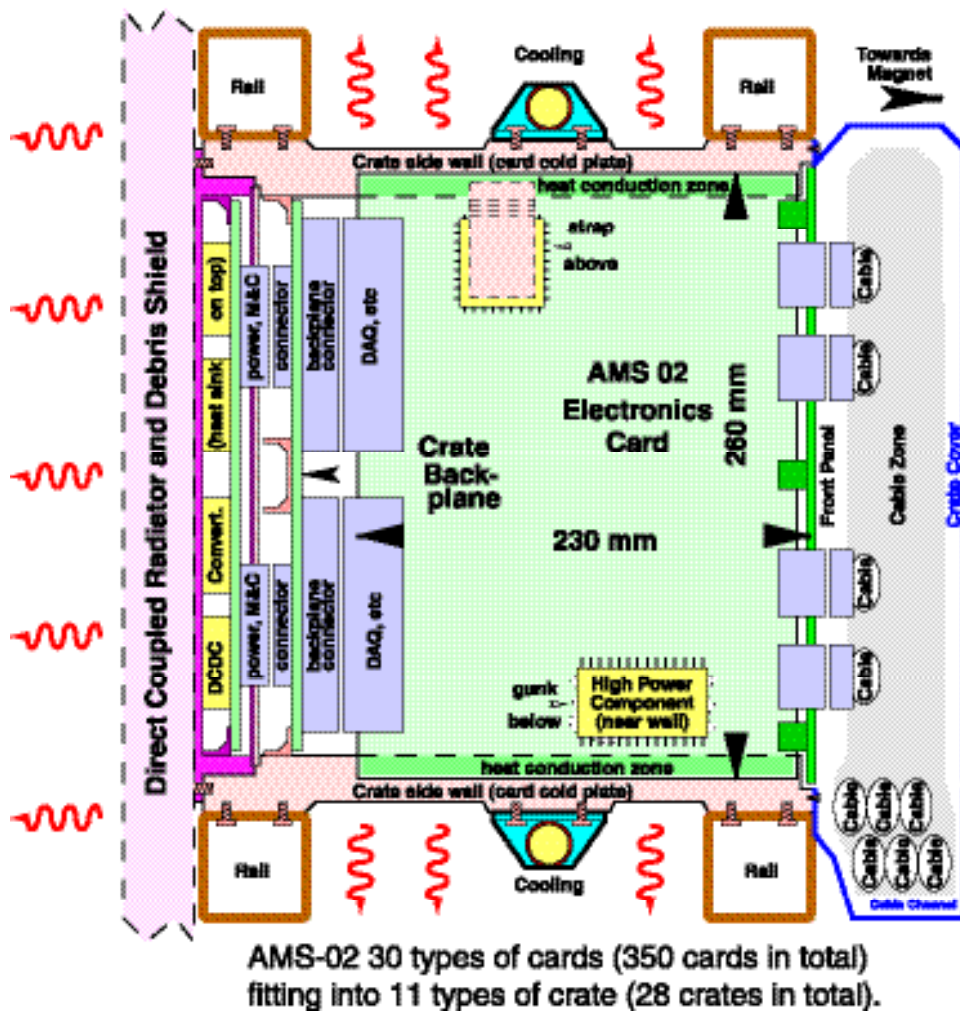 Cooling
Towards
Magnet
Rail
Rail
Crate side wall (card cold plate)
heat conduction zone
strap
above
Direct Coupled Radiator and Debris Shield
on top)
(heat sink
Convert.
DCDC
power, M&C
connector
backplane
connector
DAQ, etc
power, M&C
connector
backplane
connector
DAQ, etc
AMS 02
Electronics
Card
260 mm
Crate
Back-
plane
230 mm
Front Panel
Cable Zone
Crate Cover
Cable
Cable
Cable
Cable
gunk
below
High Power
Component
(near wall)
heat conduction zone
Crate side wall (card cold plate)
Cable
Cable
Cable
Cable
Cable
Cable
Cable Channel
Rail
Cooling
Rail
AMS-02 30 types of cards (350 cards in total)
fitting into 11 types of crate (28 crates in total).